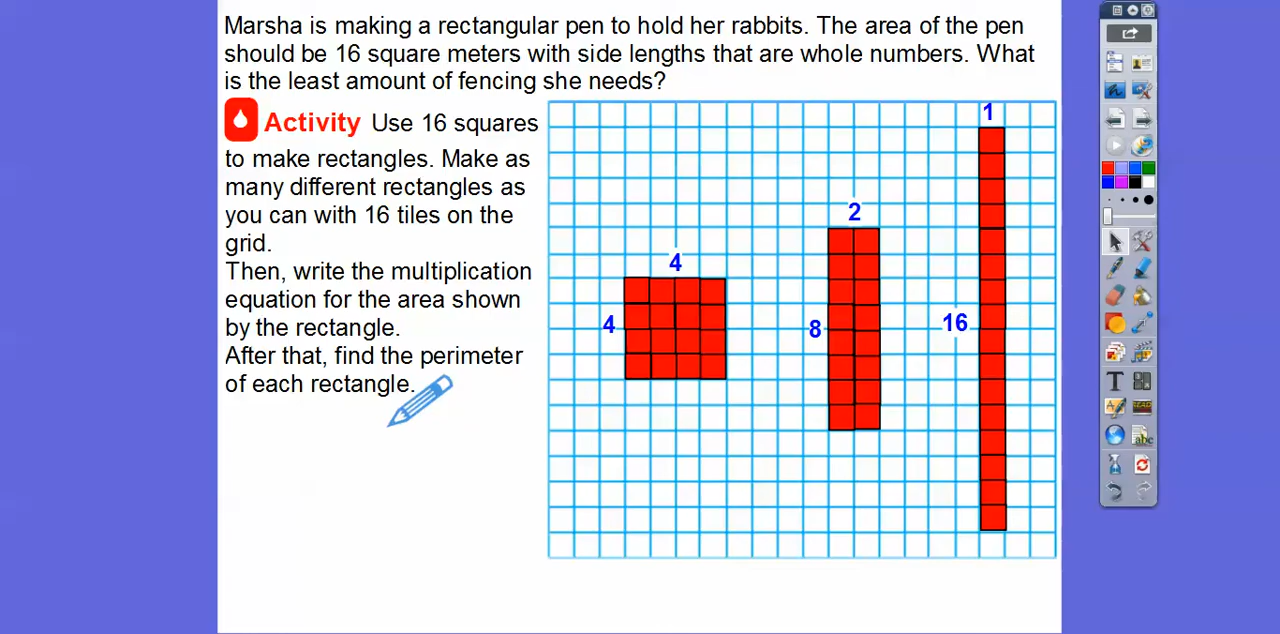 Marsha is making a rectangular pen to hold her rabbits. The area of the pen
should be 16 square meters with side lengths that are whole numbers. What
is the least amount of fencing she needs?
Activity Use 16 squares
to make rectangles. Make as
many different rectangles as
you can with 16 tiles on the
grid.
Then, write the multiplication
equation for the area shown
by the rectangle.
After that, find the perimeter
of each rectangle.
4
4
2
8
1
16
T
abc